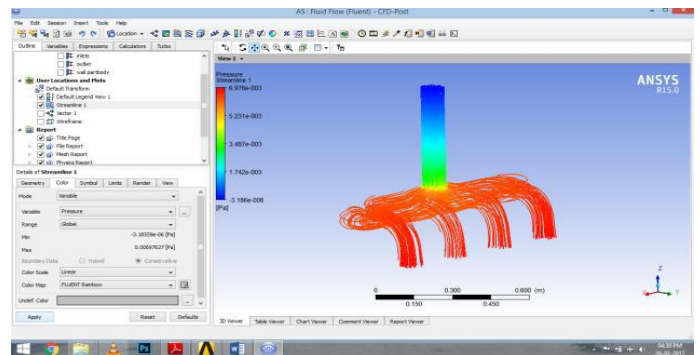 A5 : Fluid Flow (Fluent) - CFD-Post
File Edit Session Insert Tools Help
Location
Outline Variables Expressions Calculators Turbo
inlets
outlet
wall partbody
User Locations and Plots
Default Transform
Default Legend View 1
Streamline 1
Vector 1
Wireframe
Report
Title Page
File Report
Mesh Report
Physics Report
Details of Streamline 1
Geometry Color Symbol Limits Render View
Mode Variable
Variable Pressure
Range Global
Min -3.18559e-06 [Pa]
Max 0.00697627 [Pa]
Boundary Data Hybrid Conservative
Color Scale Linear
Color Map FLUENT Rainbow
Undef. Color
Apply Reset Defaults
View 1
Pressure
Streamline 1
6.976e-003
5.231e-003
3.487e-003
1.742e-003
-3.186e-006
[Pa]
ANSYS
R15.0
0 0.300 0.600 (m)
0.150 0.450
Z
Y
X
3D Viewer Table Viewer Chart Viewer Comment Viewer Report Viewer
04:30 PM
29-03-2017